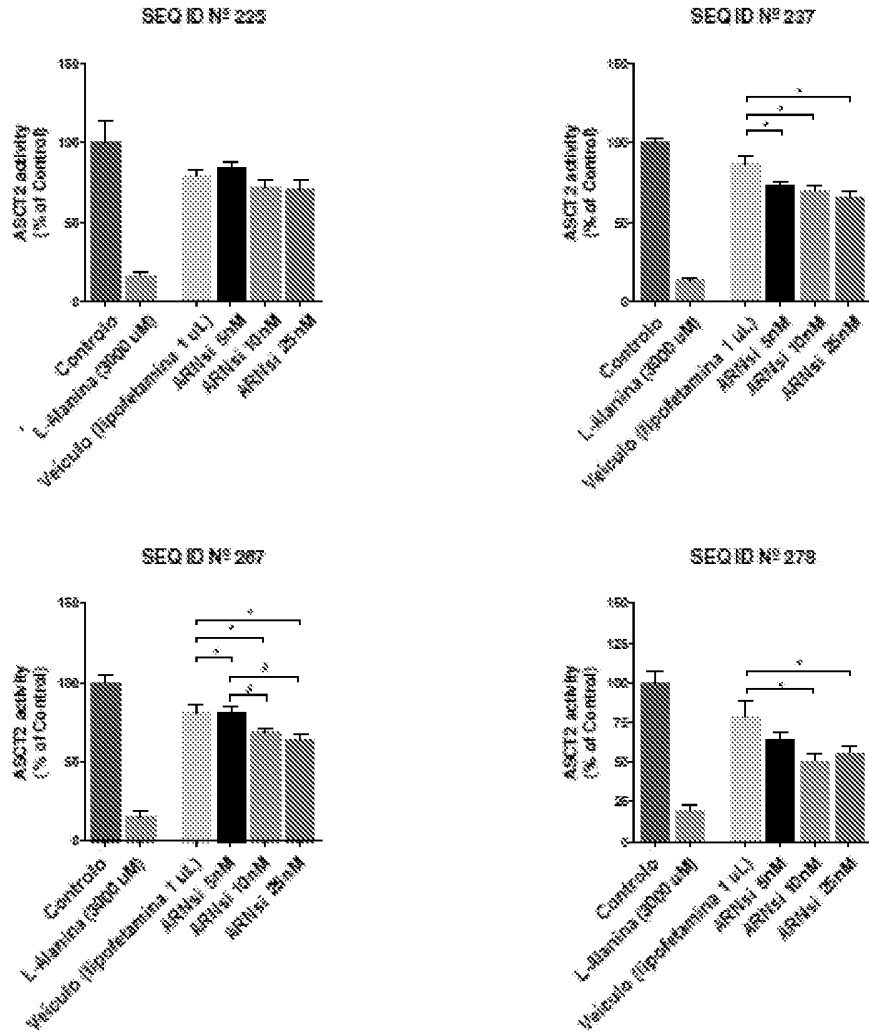 SEQ ID Nº 225
ASCT2 activity
(% of Control)
150
100
50
0
Controlo
L-Alanina (3000 uM)
Veículo (lipofetamina 1 uL)
ARNsi 5nM
ARNsi 10nM
ARNsi 25nM
SEQ ID Nº 237
ASCT2 activity
(% of Control)
150
100
50
0
*
*
*
Controlo
L-Alanina (3000 uM)
Veículo (lipofetamina 1 uL)
ARNsi 5nM
ARNsi 10nM
ARNsi 25nM
SEQ ID Nº 267
ASCT2 activity
(% of Control)
150
100
50
0
*
*
*
#
#
Controlo
L-Alanina (3000 uM)
Veículo (lipofetamina 1 uL)
ARNsi 5nM
ARNsi 10nM
ARNsi 25nM
SEQ ID Nº 278
ASCT2 activity
(% of Control)
150
125
100
75
50
25
0
*
*
Controlo
L-Alanina (3000 uM)
Veículo (lipofetamina 1 uL)
ARNsi 5nM
ARNsi 10nM
ARNsi 25nM